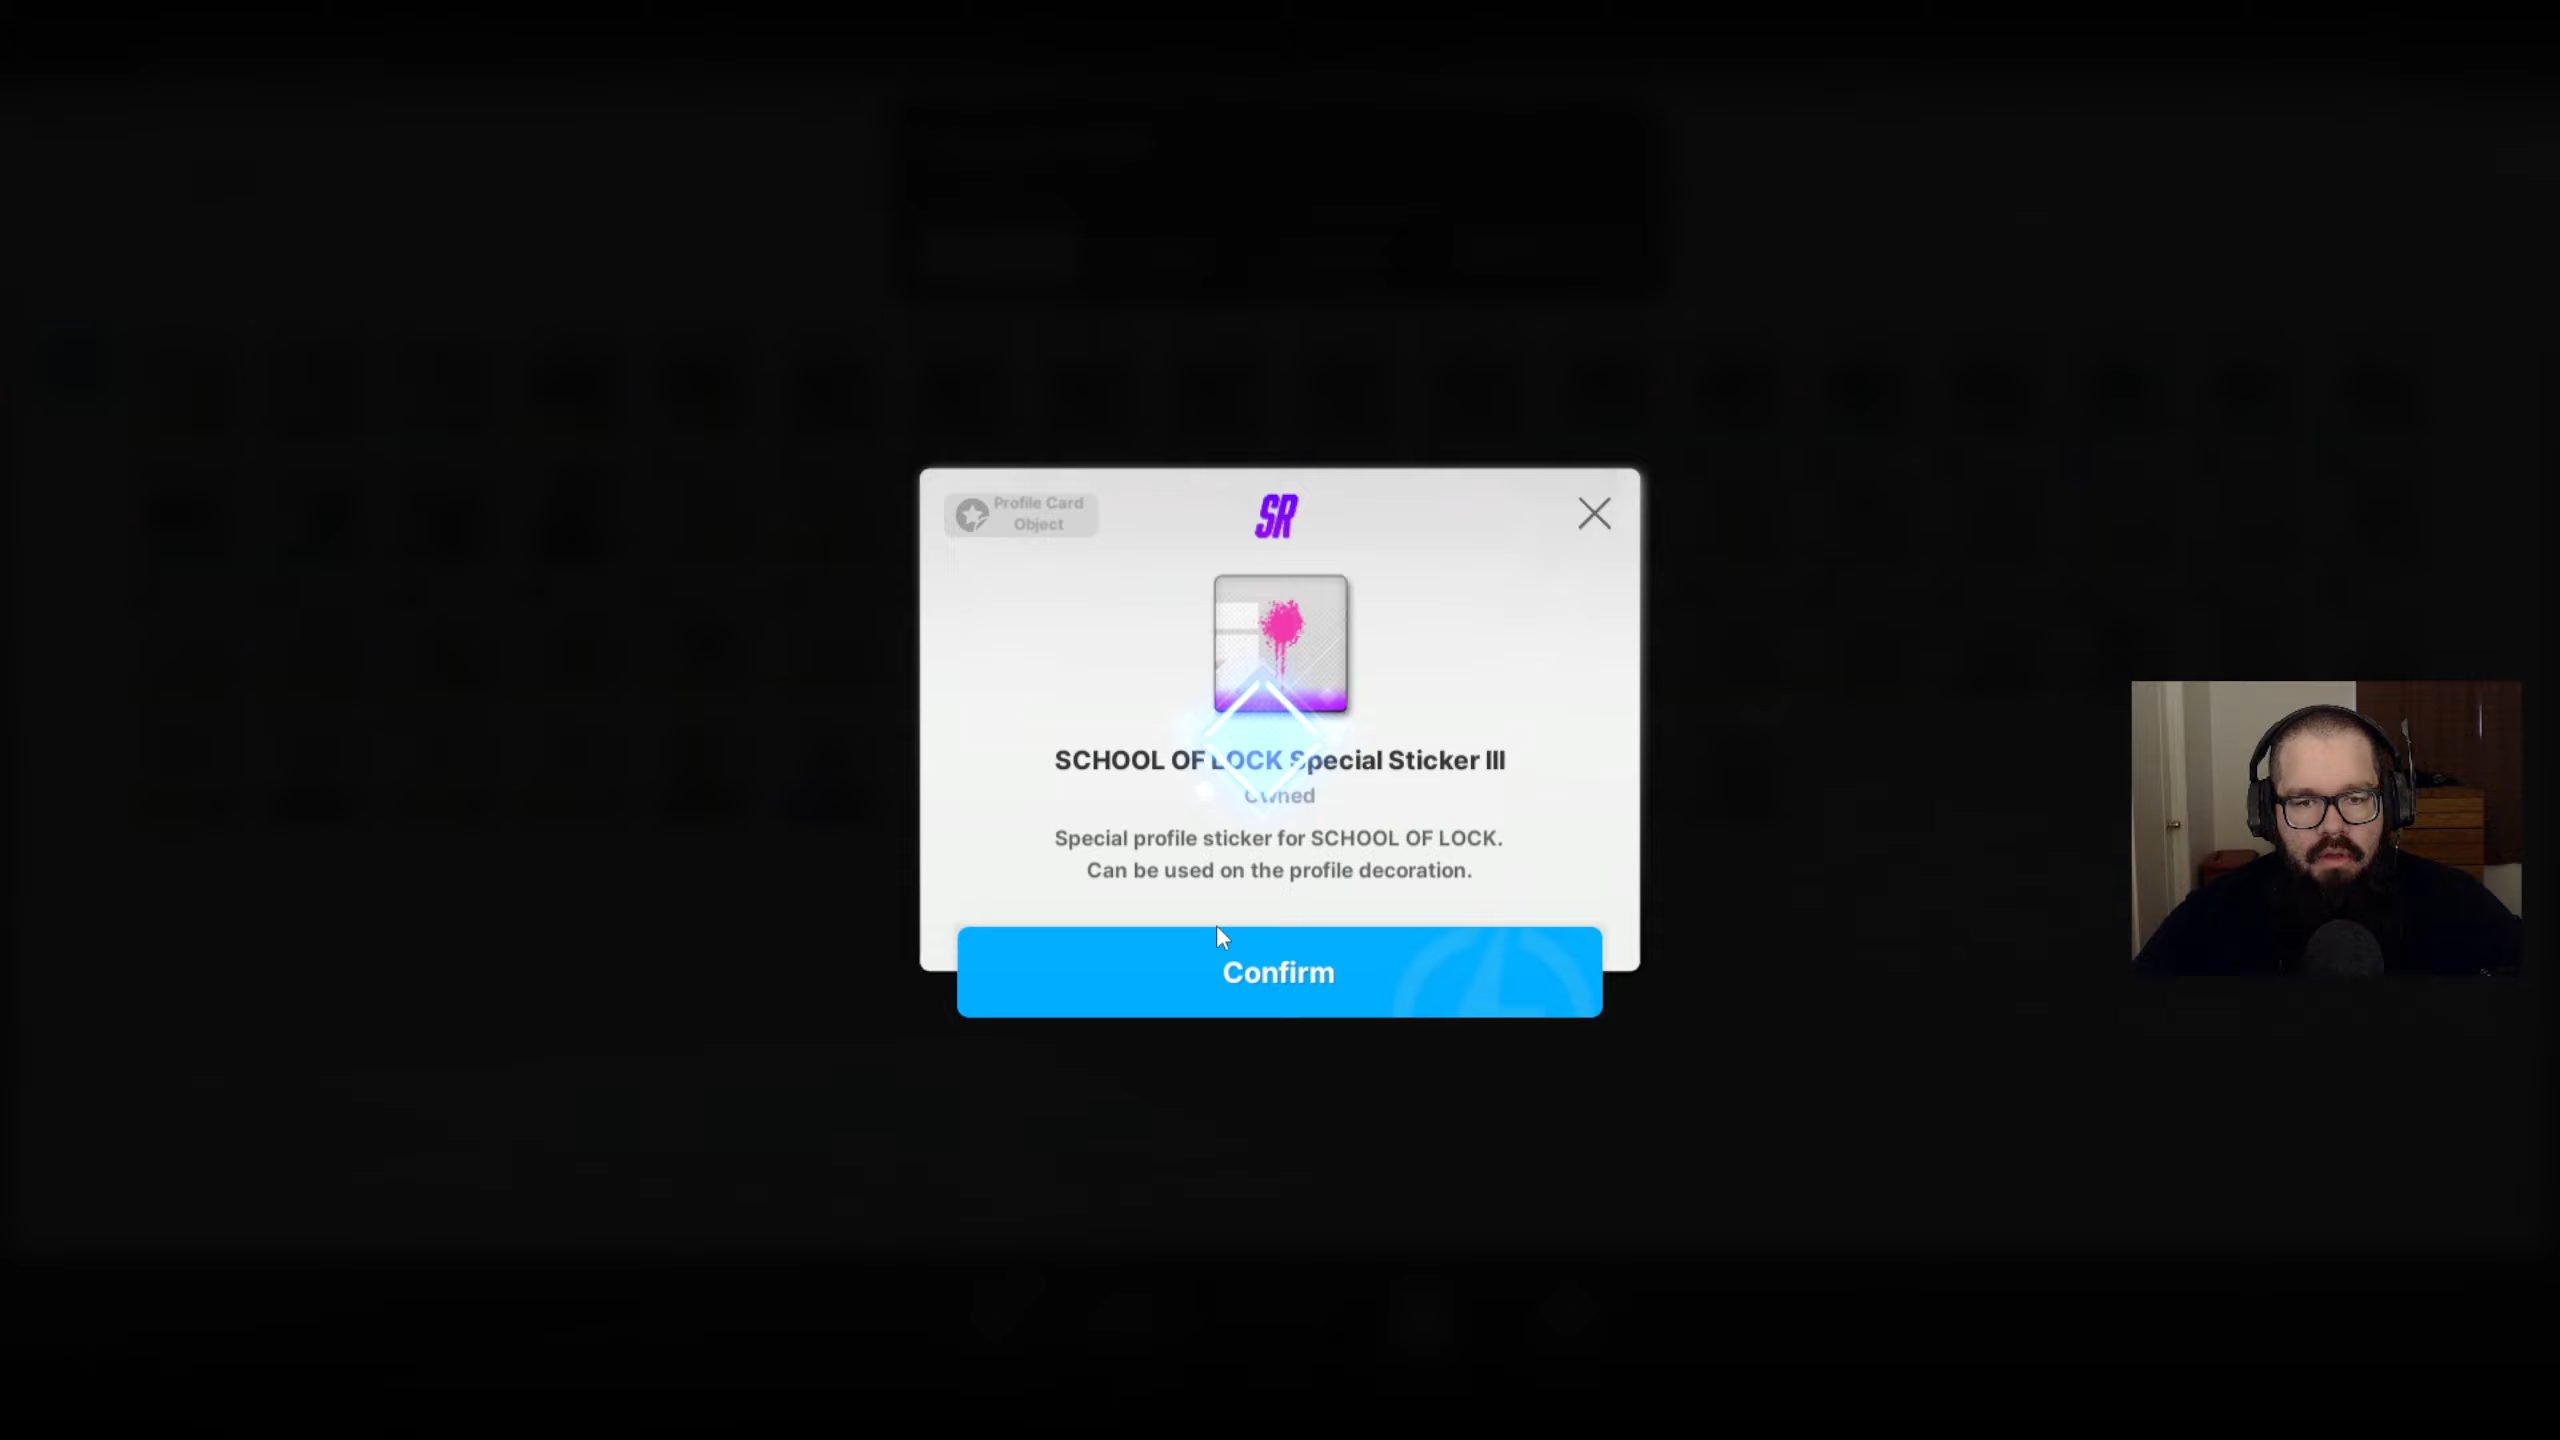 Profile Card
Object
SR
SCHOOL OF LOCK Special Sticker III
Owned
Special profile sticker for SCHOOL OF LOCK.
Can be used on the profile decoration.
Confirm